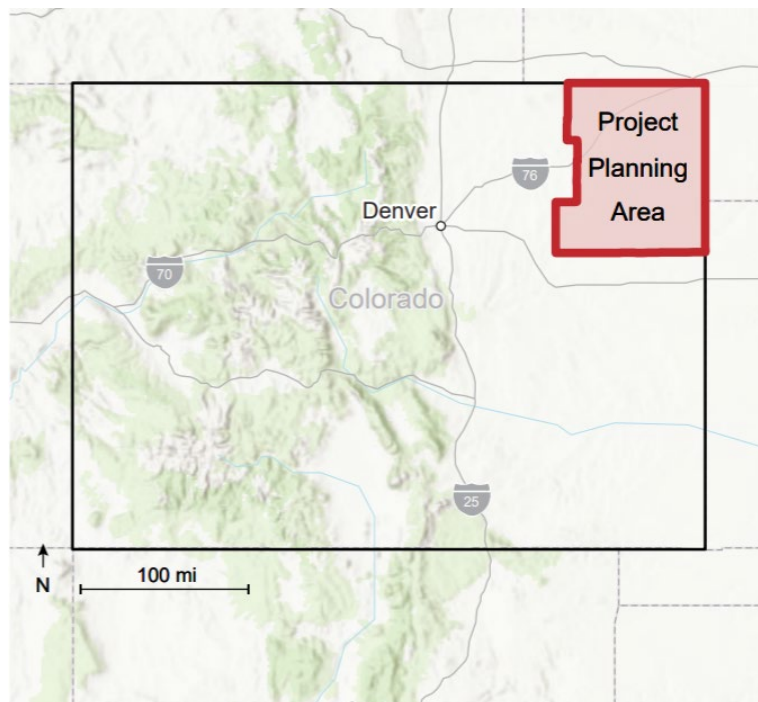 Project
Planning
Area
76
Denver
70
Colorado
25
N
100 mi